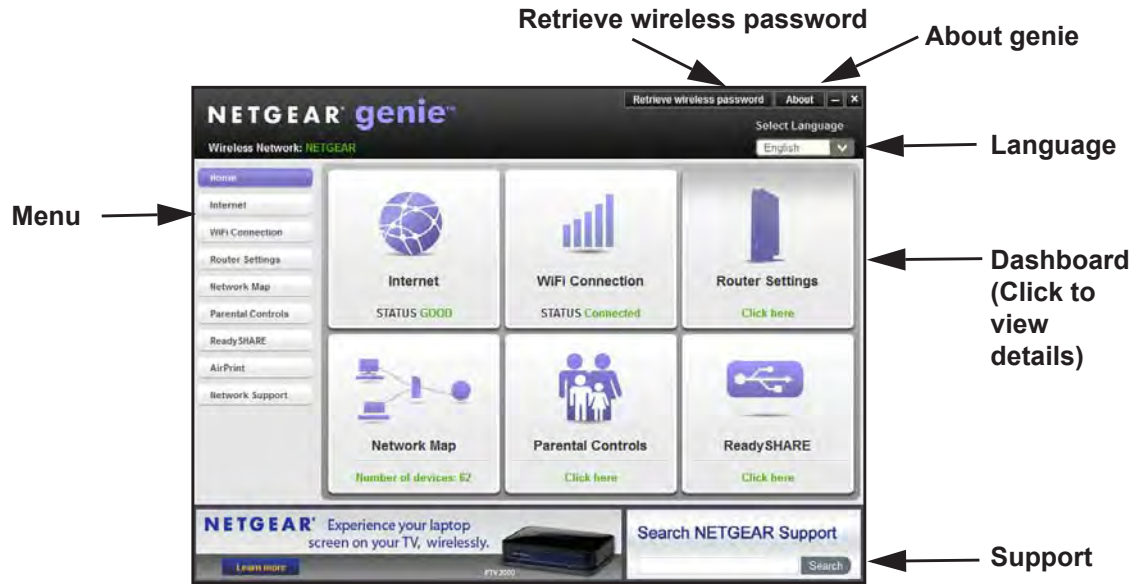 Retrieve wireless password
About genie
Retrieve wireless password About
NETGEAR® genie™
Select Language
Wireless Network: NETGEAR
English
Language
Menu
Home
Internet
WiFi Connection
Router Settings
Network Map
Parental Controls
ReadySHARE
AirPrint
Network Support
Internet
STATUS GOOD
WiFi Connection
STATUS Connected
Router Settings
Click here
Dashboard
(Click to
view
details)
Network Map
Number of devices: 62
Parental Controls
Click here
ReadySHARE
Click here
NETGEAR® Experience your laptop
screen on your TV, wirelessly.
Learn more
PTV2000
Search NETGEAR Support
Search
Support